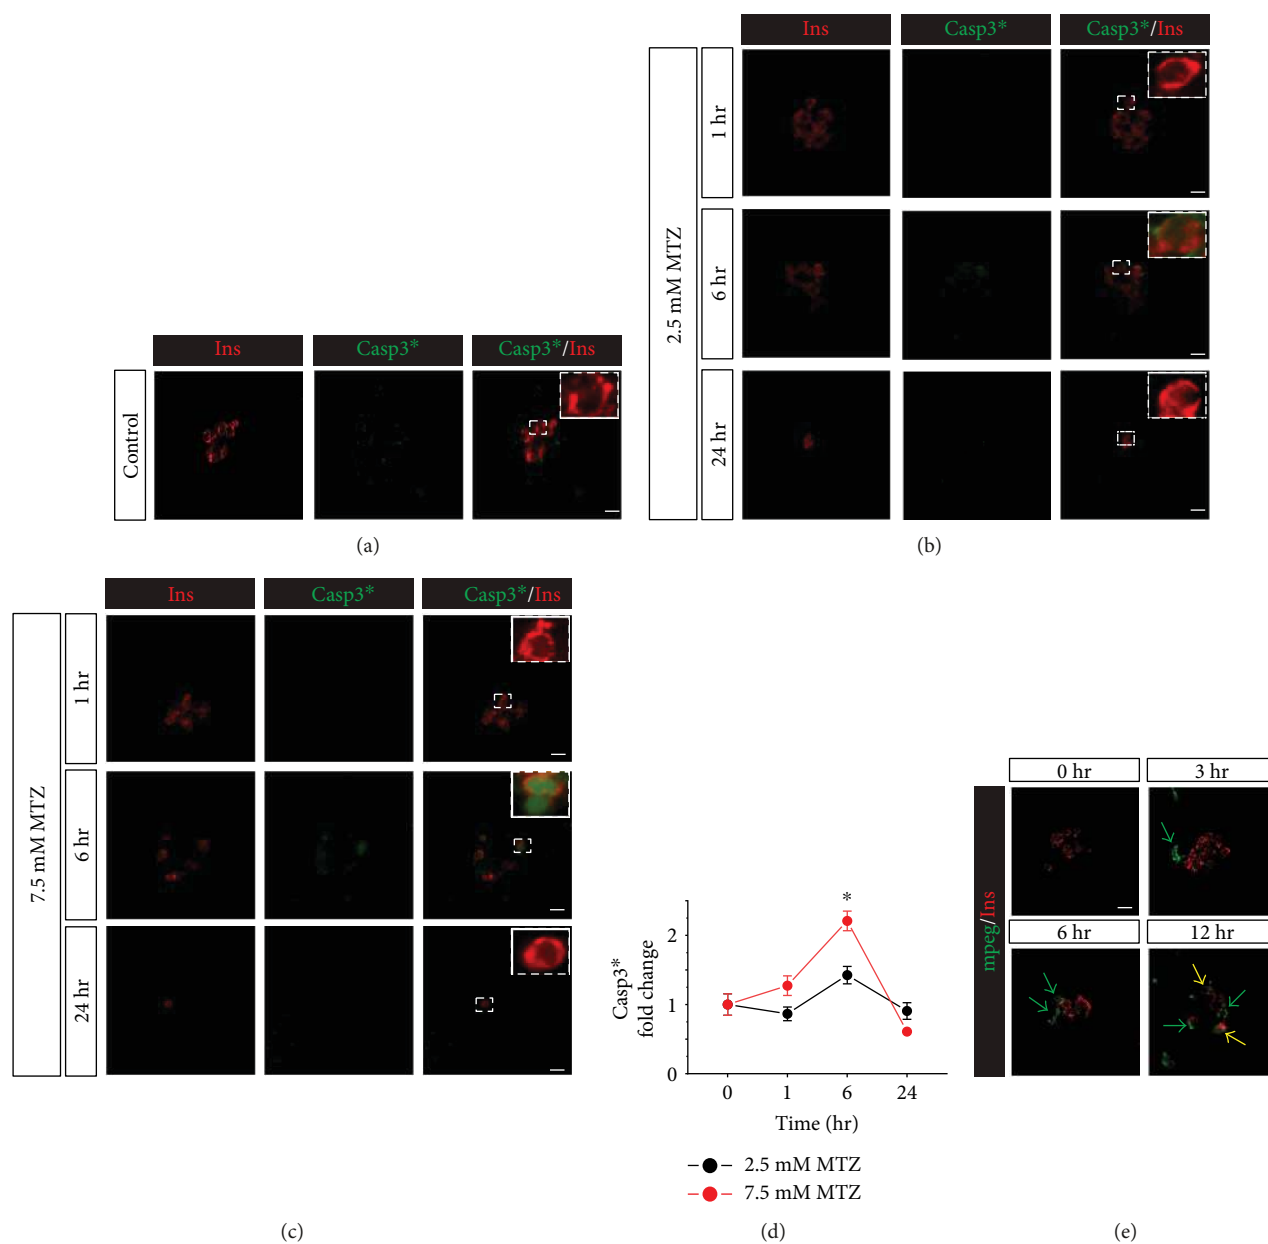 Ins Casp3* Casp3*/Ins
Control
(a)
Ins Casp3* Casp3*/Ins
2.5 mM MTZ
1 hr
6 hr
24 hr
(b)
Ins Casp3* Casp3*/Ins
7.5 mM MTZ
1 hr
6 hr
24 hr
(c)
Casp3*
fold change
2
1
0
*
0 1 6 24
Time (hr)
2.5 mM MTZ
7.5 mM MTZ
(d)
mpeg/Ins
0 hr 3 hr
6 hr 12 hr
(e)